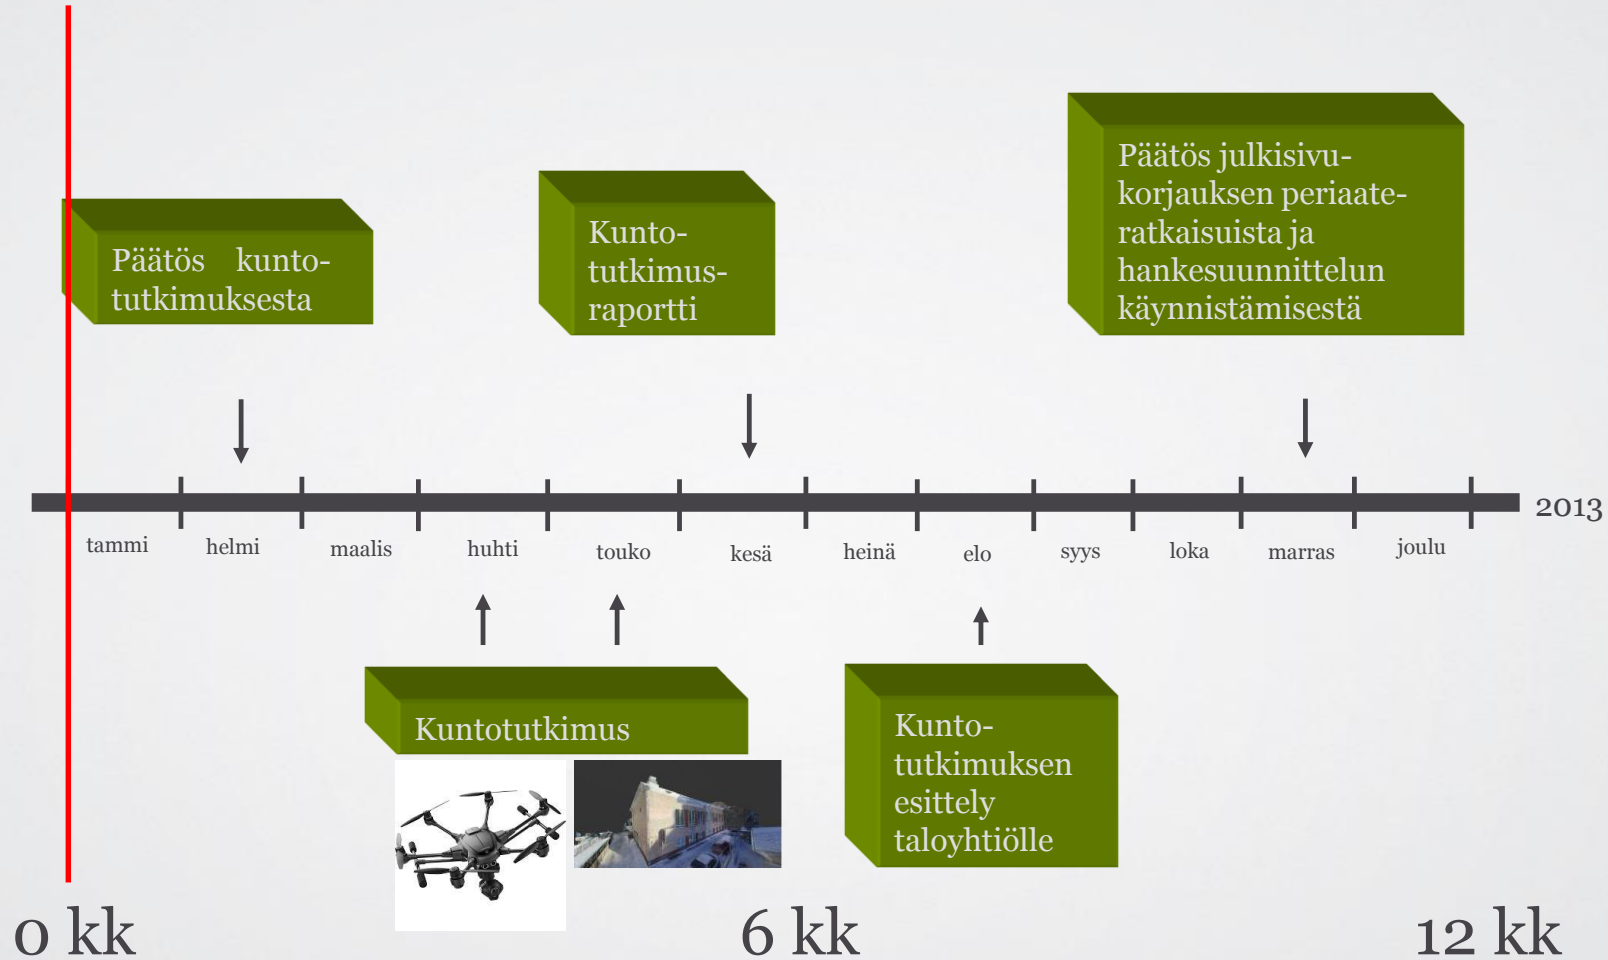 Päätös kunto-
tutkimuksesta
Kunto-
tutkimus-
raportti
Päätös julkisivu-
korjauksen periaate-
ratkaisuista ja
hankesuunnittelun
käynnistämisestä
2013
tammi helmi maalis huhti touko kesä heinä elo syys loka marras joulu
Kuntotutkimus
Kunto-
tutkimuksen
esittely
taloyhtiölle
0 kk 6 kk 12 kk